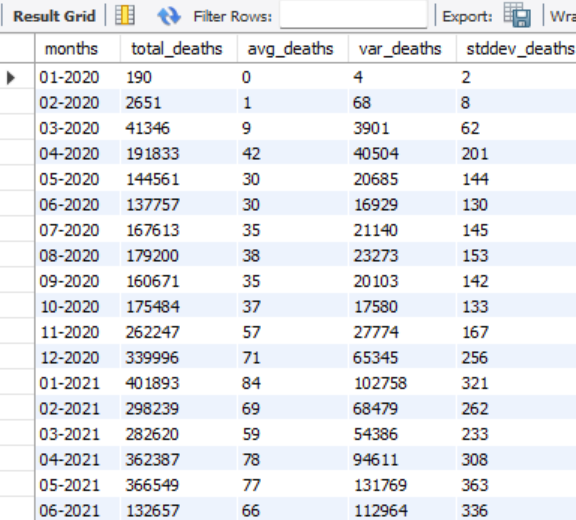 Result Grid Filter Rows: Export: Wra
months total_deaths avg_deaths var_deaths stddev_deaths
01-2020 190 0 4 2
02-2020 2651 1 68 8
03-2020 41346 9 3901 62
04-2020 191833 42 40504 201
05-2020 144561 30 20685 144
06-2020 137757 30 16929 130
07-2020 167613 35 21140 145
08-2020 179200 38 23273 153
09-2020 160671 35 20103 142
10-2020 175484 37 17580 133
11-2020 262247 57 27774 167
12-2020 339996 71 65345 256
01-2021 401893 84 102758 321
02-2021 298239 69 68479 262
03-2021 282620 59 54386 233
04-2021 362387 78 94611 308
05-2021 366549 77 131769 363
06-2021 132657 66 112964 336